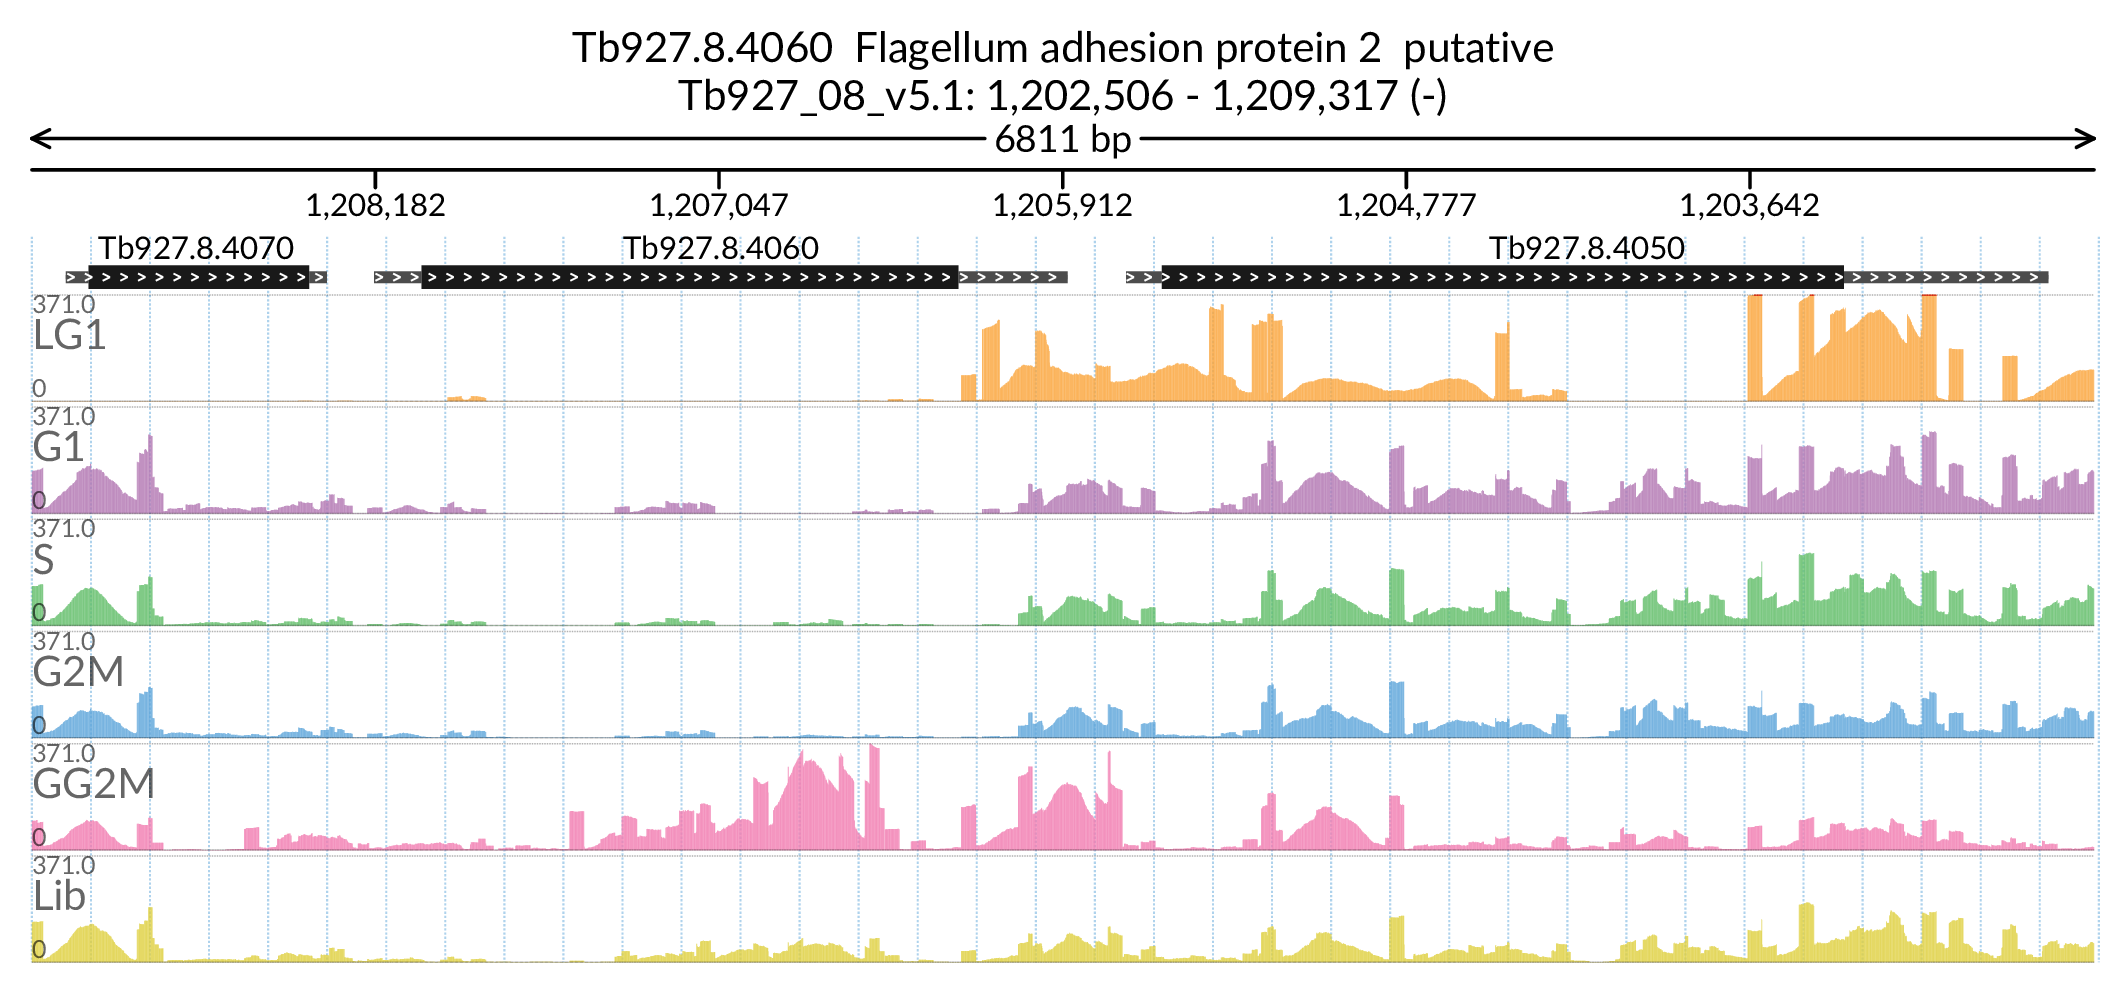 Tb927.8.4060  Flagellum adhesion protein 2  putative
Tb927_08_v5.1: 1,202,506 - 1,209,317 (-)
6811 bp
1,208,182 1,207,047 1,205,912 1,204,777 1,203,642
Tb927.8.4070 Tb927.8.4060 Tb927.8.4050
371.0
LG1
0
371.0
G1
0
371.0
S
0
371.0
G2M
0
371.0
GG2M
0
371.0
Lib
0